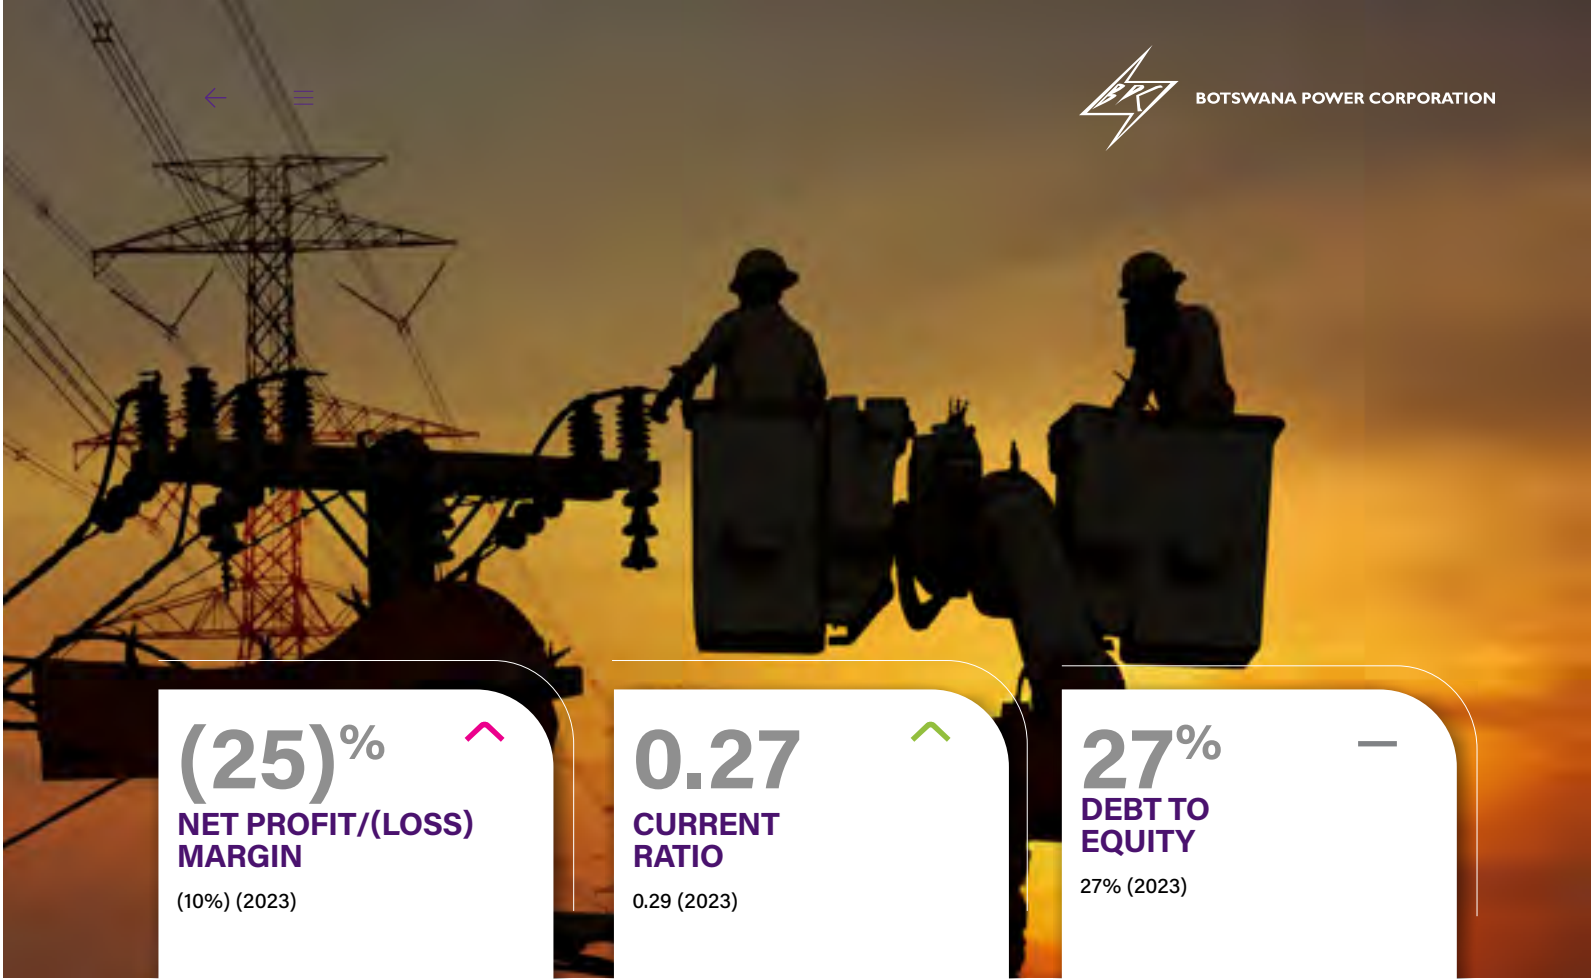 BPC
BOTSWANA POWER CORPORATION
(25)%
NET PROFIT/(LOSS)
MARGIN
(10%) (2023)
0.27
CURRENT
RATIO
0.29 (2023)
27%
DEBT TO
EQUITY
27% (2023)